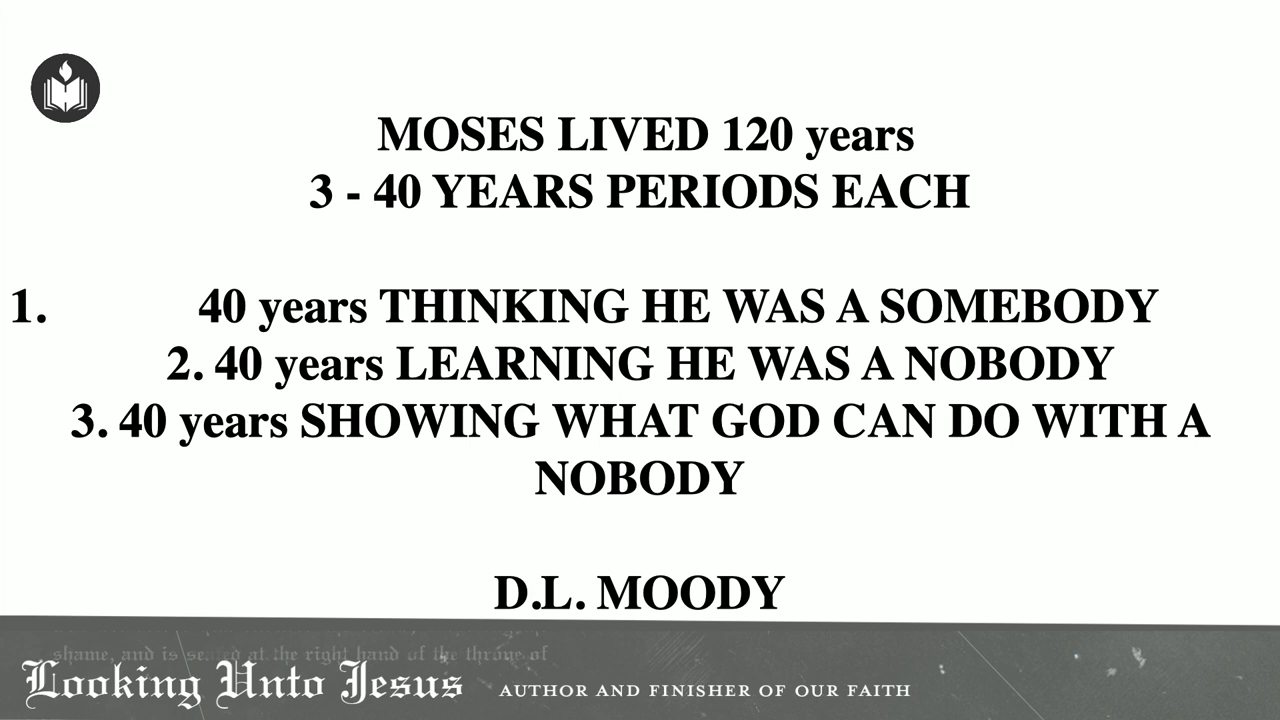 MOSES LIVED 120 years
3 - 40 YEARS PERIODS EACH
1. 40 years THINKING HE WAS A SOMEBODY
2. 40 years LEARNING HE WAS A NOBODY
3. 40 years SHOWING WHAT GOD CAN DO WITH A
NOBODY
D.L. MOODY
shame, and is seated at the right hand of the throne of
Looking Unto Jesus
AUTHOR AND FINISHER OF OUR FAITH